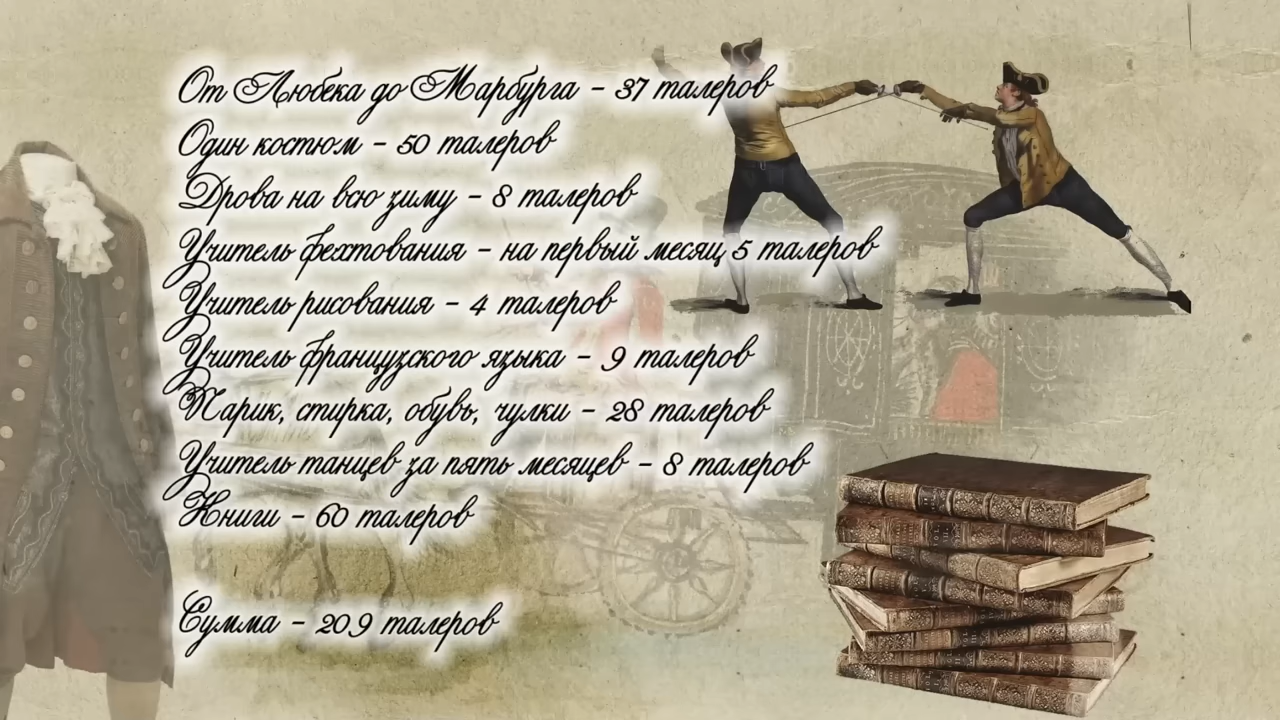 От Любека до Марбурга – 37 талеров
Один костюм – 50 талеров
Дрова на всю зиму – 8 талеров
Учитель фехтования – на первый месяц 5 талеров
Учитель рисования – 4 талеров
Учитель французского языка – 9 талеров
Парик, стирка, обувь, чулки – 28 талеров
Учитель танцев за пять месяцев – 8 талеров
Книги – 60 талеров
Сумма – 209 талеров